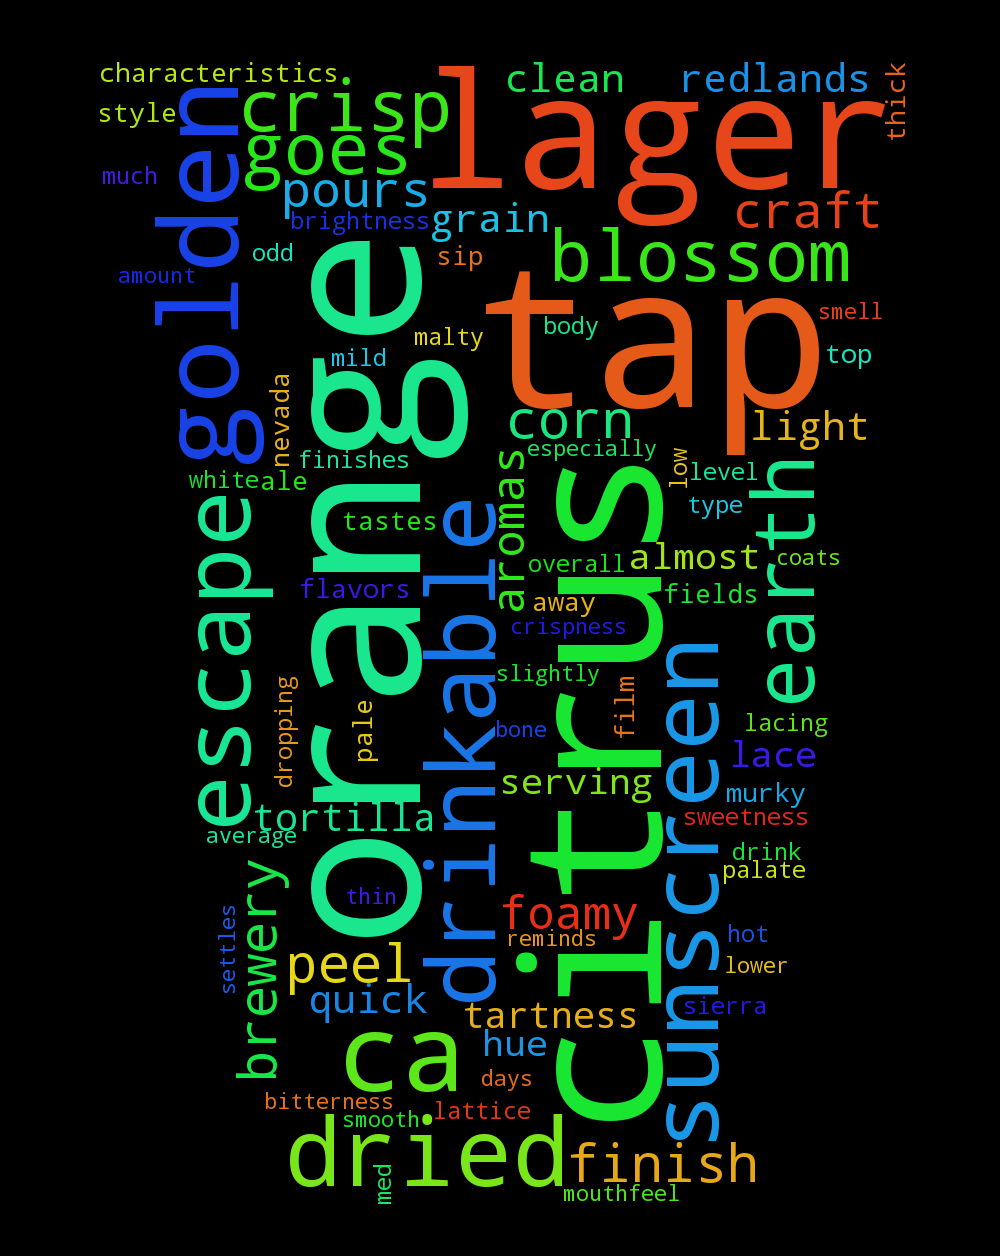 characteristics
clean
redlands
thick
style
crisp
lager
golden
goes
much
pours
craft
brightness
grain
odd
sip
blossom
amount
orange
tap
smell
body
malty
mild
top
nevada
corn
light
finishes
especially
low
level
white
ale
aromas
citrus
earth
type
escape
tastes
drinkable
overall
almost
coats
flavors
away
fields
crispness
slightly
sunscreen
dropping
pale
film
bone
lacing
lace
serving
murky
tortilla
sweetness
average
drink
palate
brewery
thin
settles
foamy
reminds
hot
peel
lower
quick
tartness
sierra
ca
hue
days
bitterness
lattice
smooth
dried
finish
med
mouthfeel